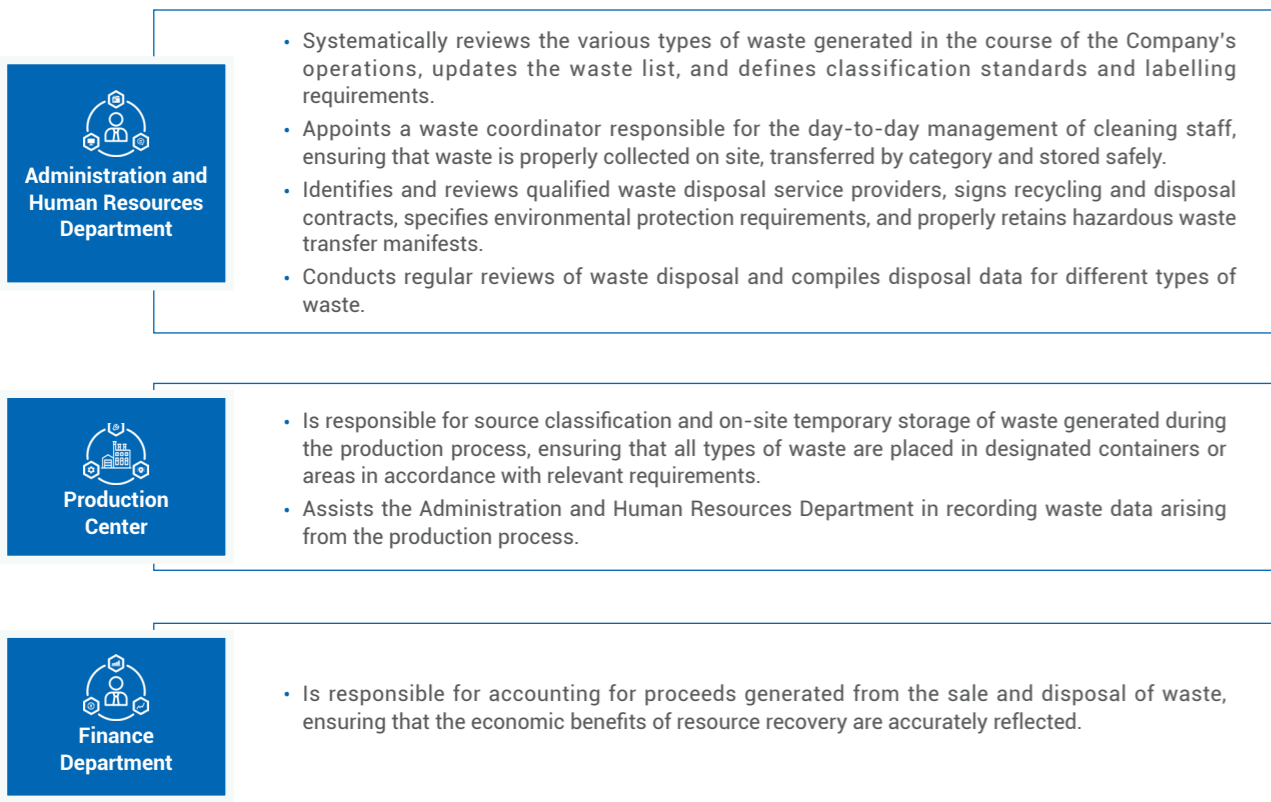 Administration and
Human Resources
Department
• Systematically reviews the various types of waste generated in the course of the Company's
operations, updates the waste list, and defines classification standards and labelling
requirements.
• Appoints a waste coordinator responsible for the day-to-day management of cleaning staff,
ensuring that waste is properly collected on site, transferred by category and stored safely.
• Identifies and reviews qualified waste disposal service providers, signs recycling and disposal
contracts, specifies environmental protection requirements, and properly retains hazardous waste
transfer manifests.
• Conducts regular reviews of waste disposal and compiles disposal data for different types of
waste.
Production
Center
• Is responsible for source classification and on-site temporary storage of waste generated during
the production process, ensuring that all types of waste are placed in designated containers or
areas in accordance with relevant requirements.
• Assists the Administration and Human Resources Department in recording waste data arising
from the production process.
Finance
Department
• Is responsible for accounting for proceeds generated from the sale and disposal of waste,
ensuring that the economic benefits of resource recovery are accurately reflected.